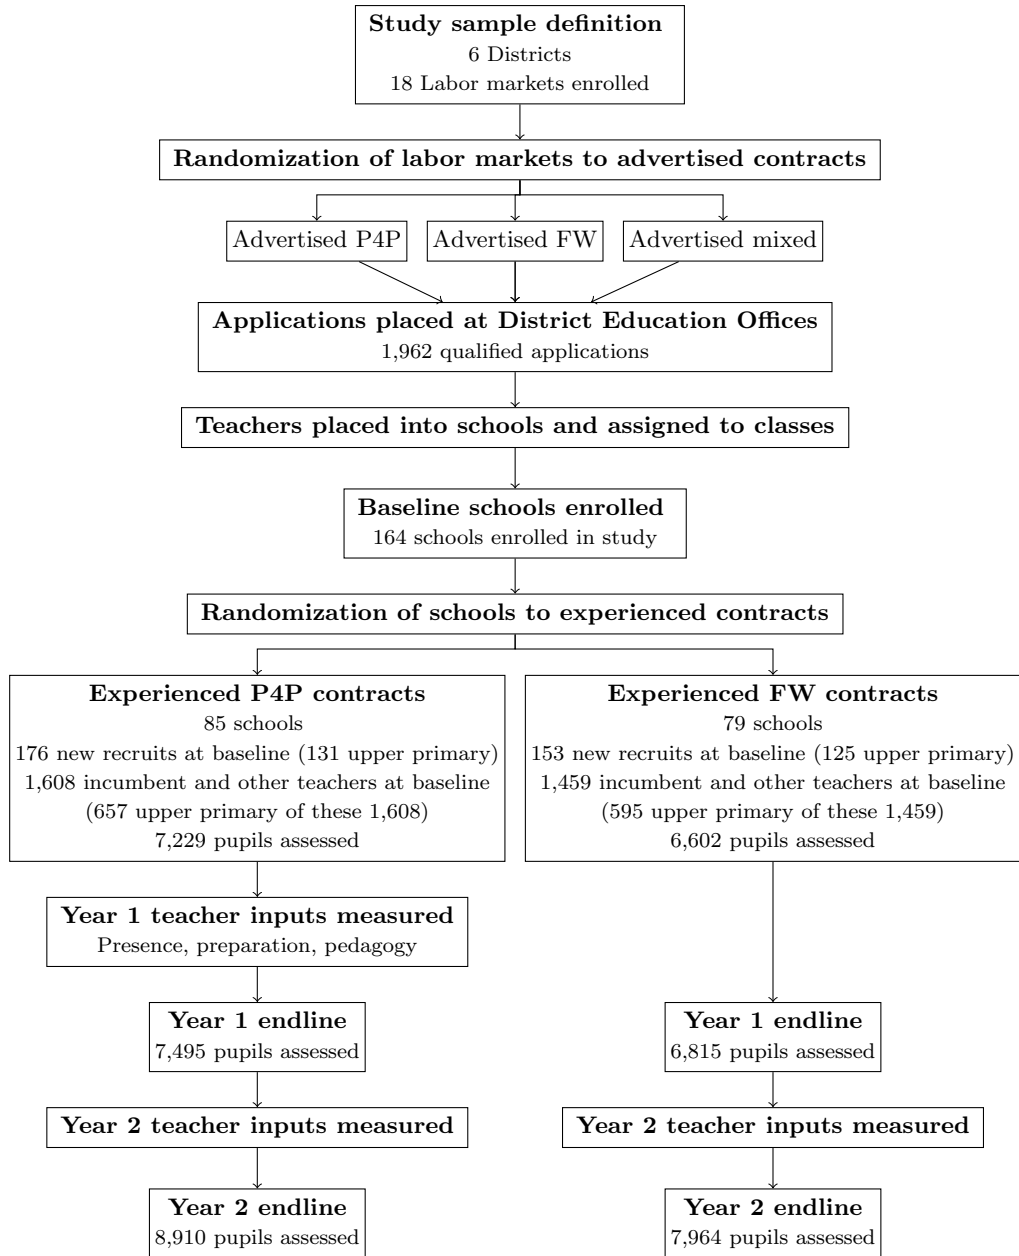 Study sample definition
6 Districts
18 Labor markets enrolled
Randomization of labor markets to advertised contracts
Advertised P4P
Advertised FW
Advertised mixed
Applications placed at District Education Offices
1,962 qualified applications
Teachers placed into schools and assigned to classes
Baseline schools enrolled
164 schools enrolled in study
Randomization of schools to experienced contracts
Experienced P4P contracts
85 schools
176 new recruits at baseline (131 upper primary)
1,608 incumbent and other teachers at baseline
(657 upper primary of these 1,608)
7,229 pupils assessed
Experienced FW contracts
79 schools
153 new recruits at baseline (125 upper primary)
1,459 incumbent and other teachers at baseline
(595 upper primary of these 1,459)
6,602 pupils assessed
Year 1 teacher inputs measured
Presence, preparation, pedagogy
Year 1 endline
7,495 pupils assessed
Year 1 endline
6,815 pupils assessed
Year 2 teacher inputs measured
Year 2 teacher inputs measured
Year 2 endline
8,910 pupils assessed
Year 2 endline
7,964 pupils assessed